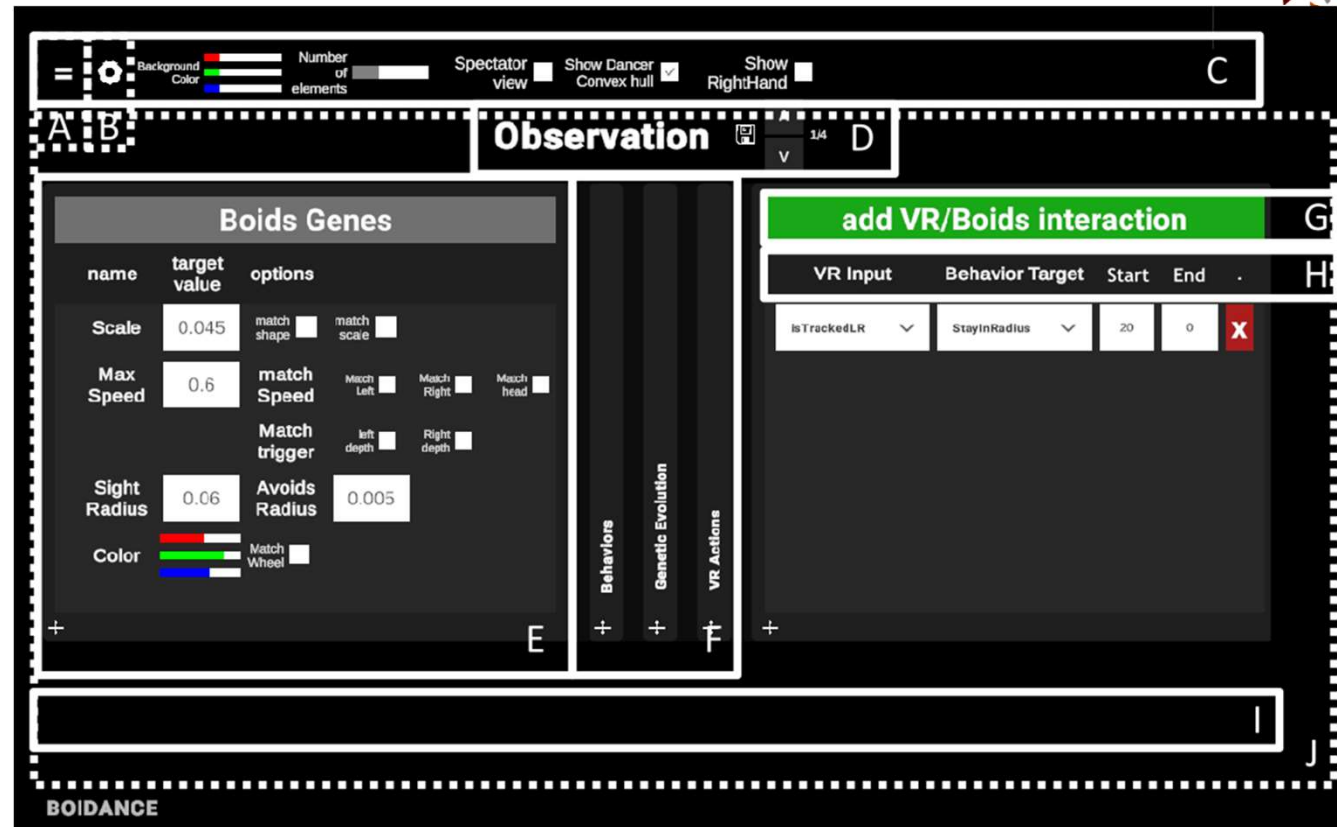 =
Background Color
Number of elements
Spectator view
Show Dancer Convex hull
Show RightHand
C
A
B
Observation
Λ
V
1/4
D
Boids Genes
name
target value
options
Scale
0.045
match shape
match scale
Max Speed
0.6
match Speed
Match Left
Match Right
Match head
Match trigger
left depth
Right depth
Sight Radius
0.06
Avoids Radius
0.005
Color
Match Wheel
E
Behaviors
Genetic Evolution
VR Actions
F
add VR/Boids interaction
G
VR Input
Behavior Target
Start
End
.
H
isTrackedLR
StayInRadius
20
0
X
I
J
BOIDANCE